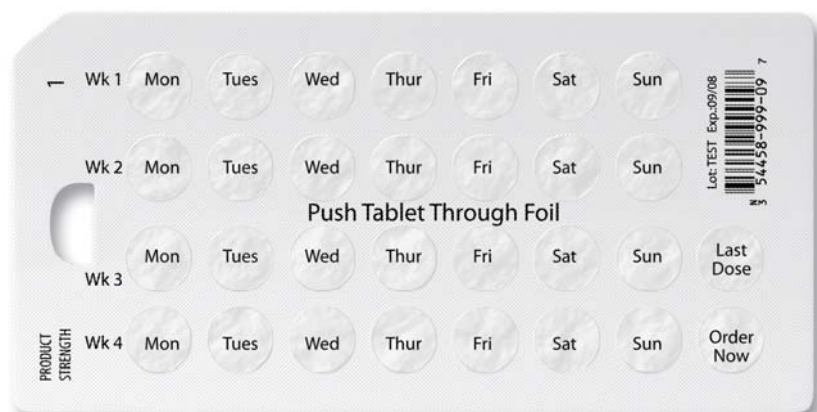 1
Wk 1 Mon Tues Wed Thur Fri Sat Sun
Wk 2 Mon Tues Wed Thur Fri Sat Sun
Push Tablet Through Foil
Wk 3 Mon Tues Wed Thur Fri Sat Sun Last
Dose
Wk 4 Mon Tues Wed Thur Fri Sat Sun Order
Now
PRODUCT
STRENGTH
Lot: TEST Exp.:09/08
N
3 54458-999-09 7